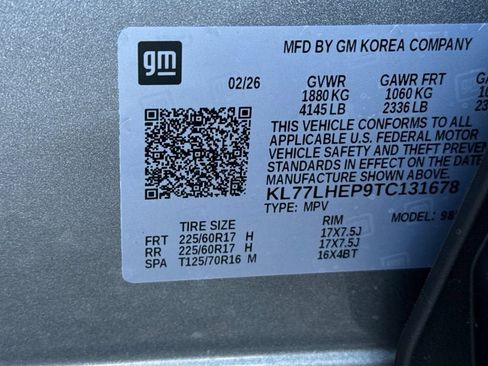 gm
MFD BY GM KOREA COMPANY
02/26 GVWR GAWR FRT
1880 KG 1060 KG
4145 LB 2336 LB
THIS VEHICLE CONFORMS TO ALL
APPLICABLE U.S. FEDERAL MOTOR
VEHICLE SAFETY AND THEFT
STANDARDS IN EFFECT ON THE DATE OF
MANUFACTURE SHOWN ABOVE.
KL77LHEP9TC131678
TYPE: MPV MODEL:
TIRE SIZE RIM
FRT 225/60R17 H 17X7.5J
RR 225/60R17 H 17X7.5J
SPA T125/70R16 M 16X4BT